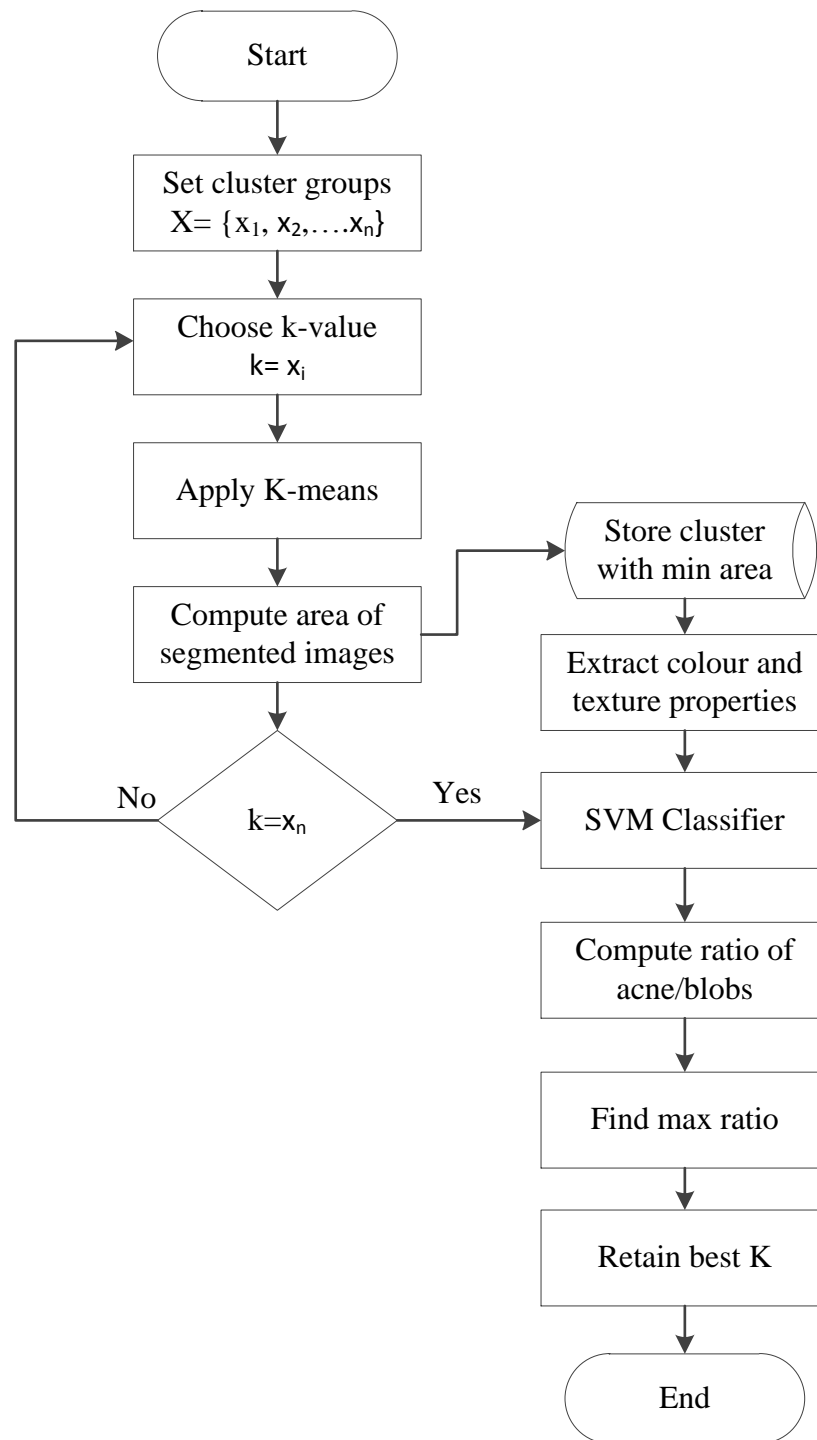 Start
Set cluster groups
X= {x₁, x₂,….xₙ}
Choose k-value
k= xᵢ
Apply K-means
Store cluster
with min area
Compute area of
segmented images
Extract colour and
texture properties
No
k=xₙ
Yes
SVM Classifier
Compute ratio of
acne/blobs
Find max ratio
Retain best K
End